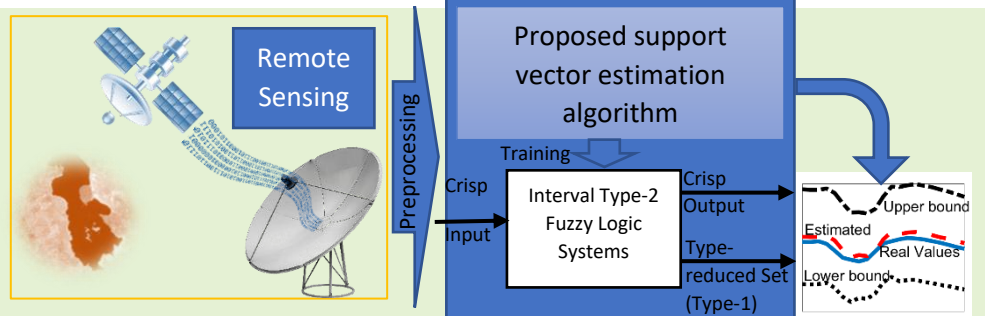 Remote
Sensing
Preprocessing
Proposed support
vector estimation
algorithm
Training
Crisp
Input
Interval Type-2
Fuzzy Logic
Systems
Crisp
Output
Type-
reduced Set
(Type-1)
Upper bound
Estimated
Real Values
Lower bound